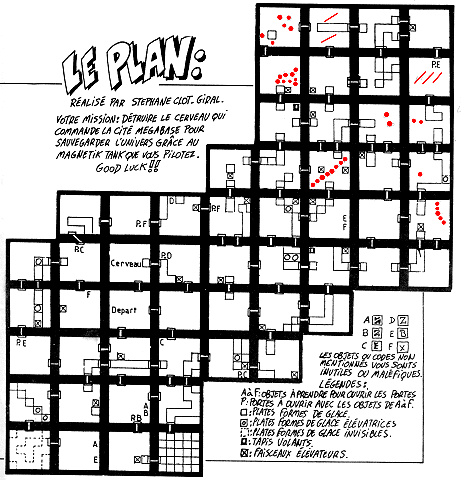 LE PLAN:
RÉALISÉ PAR STEPHANE CLOT. GIDAL.
VOTRE MISSION: DÉTRUIRE LE CERVEAU QUI
COMMANDE LA CITÉ MEGABASE POUR
SAUVEGARDER L'UNIVERS GRÂCE AU
MAGNETIK TANK QUE VOUS PILOTEZ.
GOOD LUCK!!
P.E
P.F
P.F
E
F
P.C
Cerveau
P.D
F
Depart
P.E
C
P.C
A
B
P.B
A
E
A
D
B
E
C
F
LES OBJETS OU CODES NON
MENTIONNÉS VOUS SONTS
INUTILES OU MALÉFIQUES.
LÉGENDES:
A à F: OBJETS À PRENDRE POUR OUVRIR LES PORTES
P: PORTES À OUVRIR AVEC LES OBJETS DE A à F.
: PLATES FORMES DE GLACE.
: PLATES FORMES DE GLACE ÉLÉVATRICES
: PLATES FORMES DE GLACE INVISIBLES.
: TAPIS VOLANTS.
: FAISCEAUX ÉLÉVATEURS.